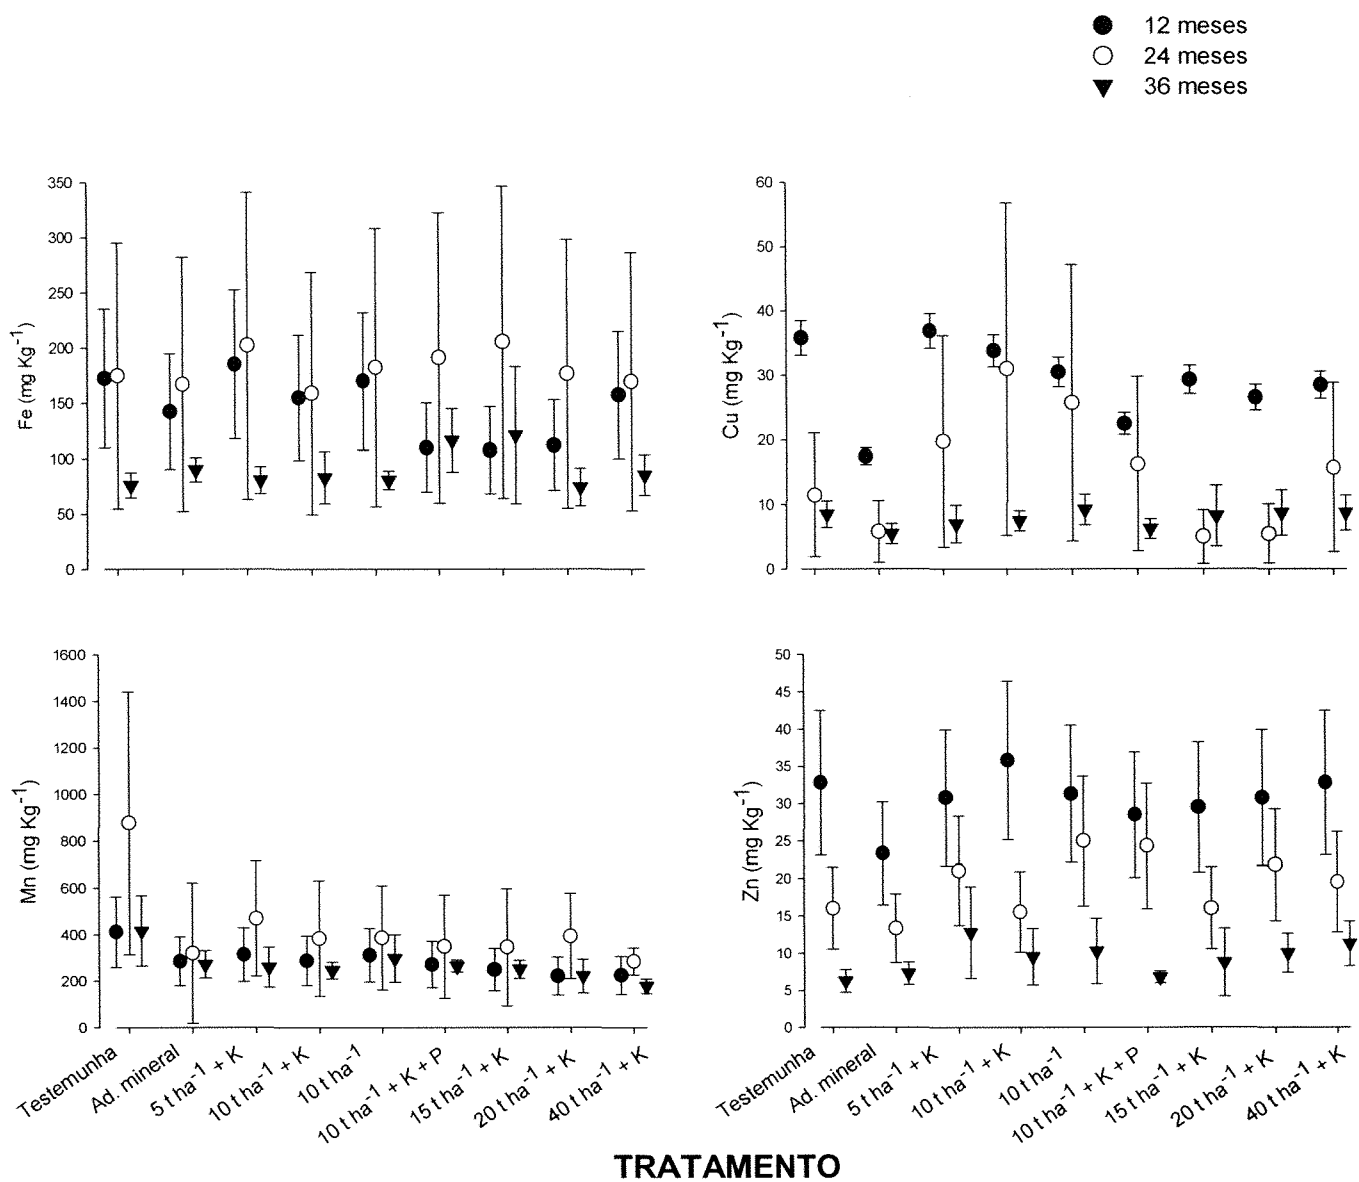 12 meses
24 meses
36 meses
350
300
250
200
150
100
50
0
Fe (mg Kg⁻¹)
60
50
40
30
20
10
0
Cu (mg Kg⁻¹)
1600
1400
1200
1000
800
600
400
200
0
Mn (mg Kg⁻¹)
50
45
40
35
30
25
20
15
10
5
0
Zn (mg Kg⁻¹)
Testemunha
Ad. mineral
5 t ha⁻¹ + K
10 t ha⁻¹ + K
10 t ha⁻¹
10 t ha⁻¹ + K + P
15 t ha⁻¹ + K
20 t ha⁻¹ + K
40 t ha⁻¹ + K
Testemunha
Ad. mineral
5 t ha⁻¹ + K
10 t ha⁻¹ + K
10 t ha⁻¹
10 t ha⁻¹ + K + P
15 t ha⁻¹ + K
20 t ha⁻¹ + K
40 t ha⁻¹ + K
TRATAMENTO